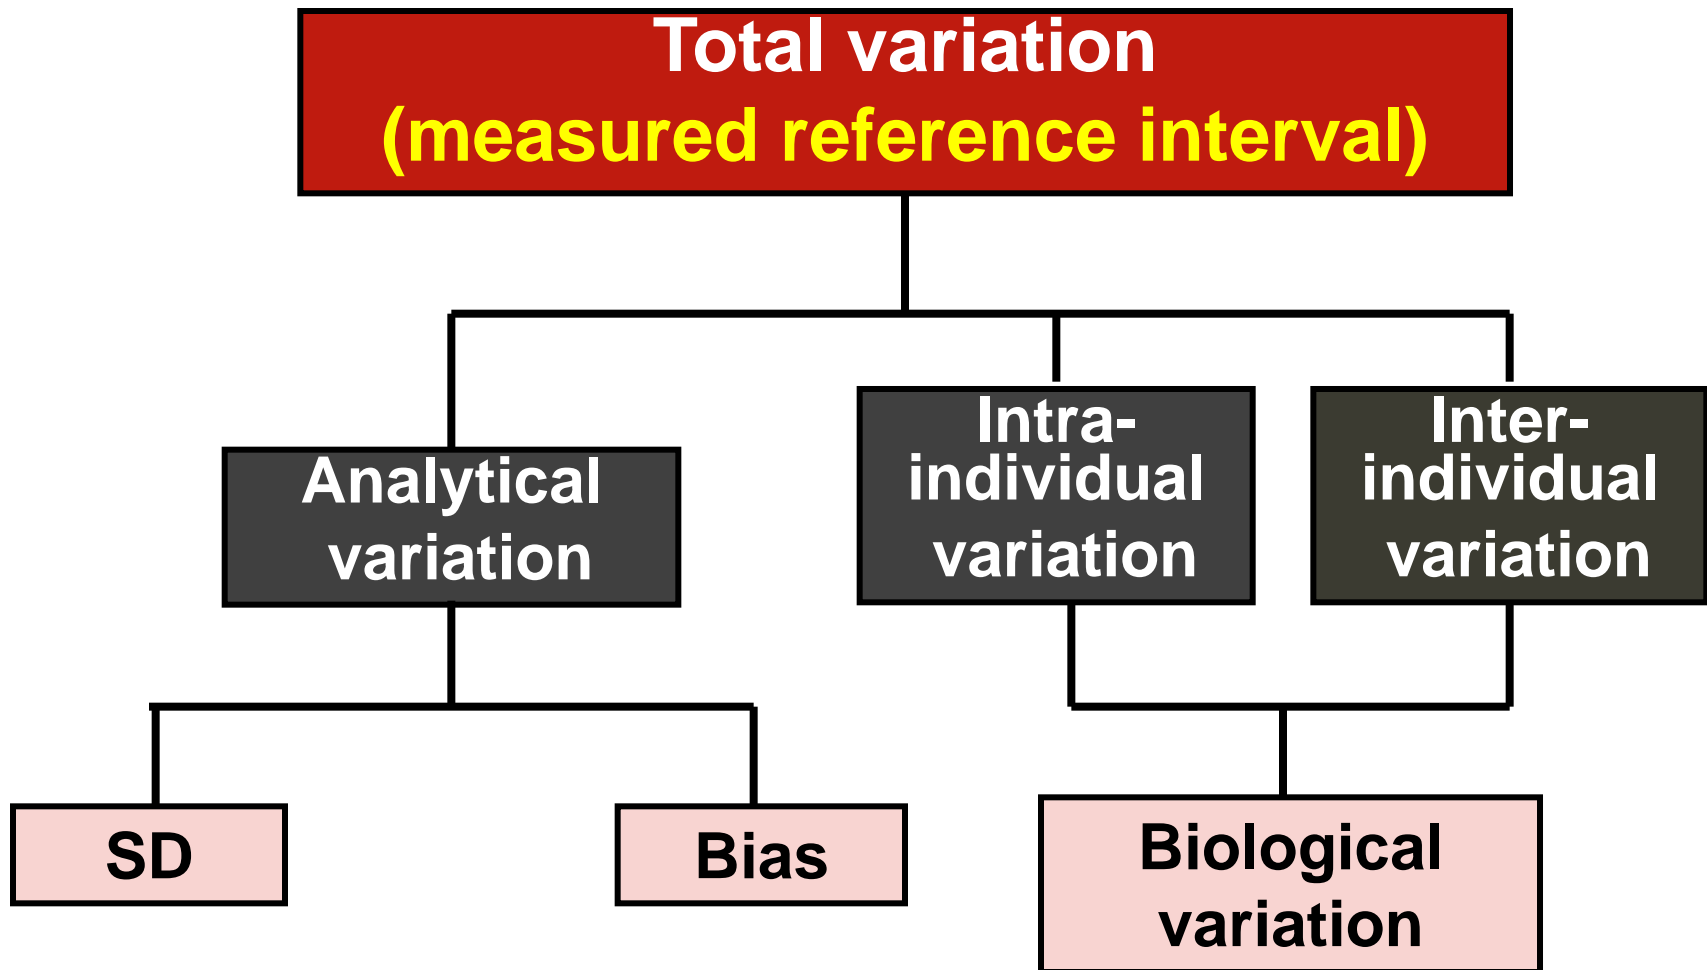 Total variation
(measured reference interval)
Analytical
variation
Intra-
individual
variation
Inter-
individual
variation
SD
Bias
Biological
variation